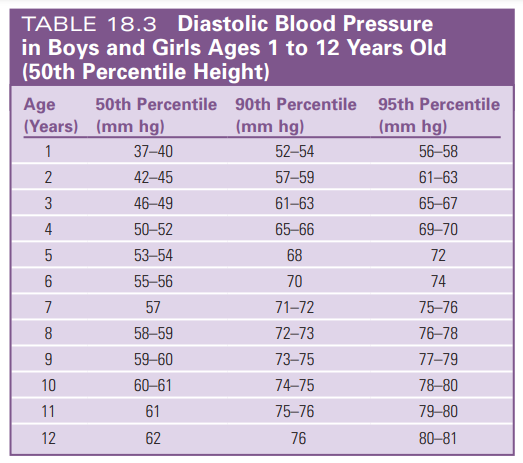 TABLE 18.3 Diastolic Blood Pressure
in Boys and Girls Ages 1 to 12 Years Old
(50th Percentile Height)
Age 50th Percentile 90th Percentile 95th Percentile
(Years) (mm hg) (mm hg) (mm hg)
1 37–40 52–54 56–58
2 42–45 57–59 61–63
3 46–49 61–63 65–67
4 50–52 65–66 69–70
5 53–54 68 72
6 55–56 70 74
7 57 71–72 75–76
8 58–59 72–73 76–78
9 59–60 73–75 77–79
10 60–61 74–75 78–80
11 61 75–76 79–80
12 62 76 80–81